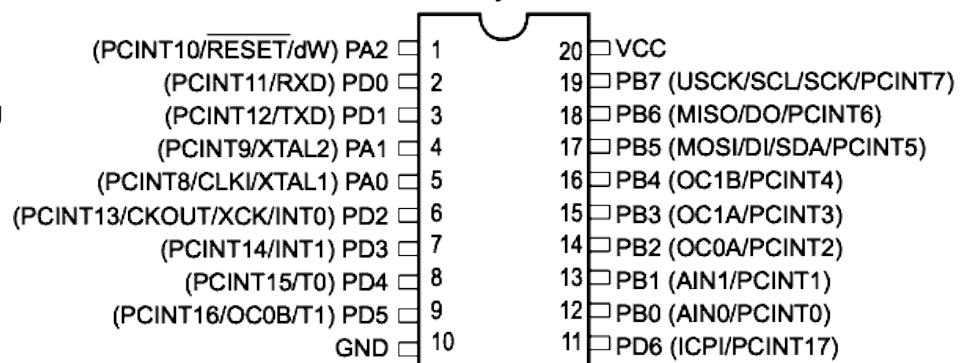 (PCINT10/RESET/dW) PA2 1 20 VCC
(PCINT11/RXD) PD0 2 19 PB7 (USCK/SCL/SCK/PCINT7)
(PCINT12/TXD) PD1 3 18 PB6 (MISO/DO/PCINT6)
(PCINT9/XTAL2) PA1 4 17 PB5 (MOSI/DI/SDA/PCINT5)
(PCINT8/CLKI/XTAL1) PA0 5 16 PB4 (OC1B/PCINT4)
(PCINT13/CKOUT/XCK/INT0) PD2 6 15 PB3 (OC1A/PCINT3)
(PCINT14/INT1) PD3 7 14 PB2 (OC0A/PCINT2)
(PCINT15/T0) PD4 8 13 PB1 (AIN1/PCINT1)
(PCINT16/OC0B/T1) PD5 9 12 PB0 (AIN0/PCINT0)
GND 10 11 PD6 (ICPI/PCINT17)